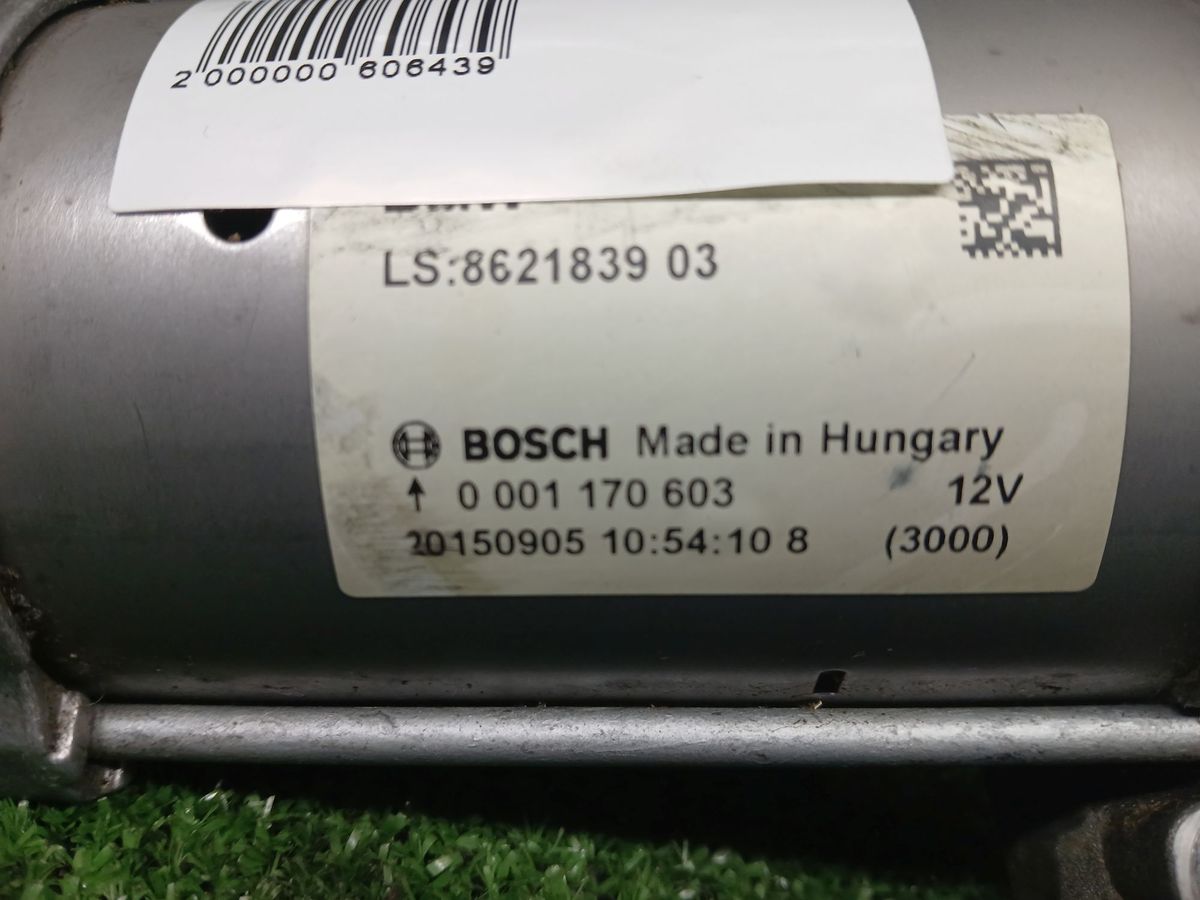 2 000000 606439
LS:8621839 03
BOSCH Made in Hungary
↑ 0 001 170 603 12V
20150905 10:54:10 8 (3000)